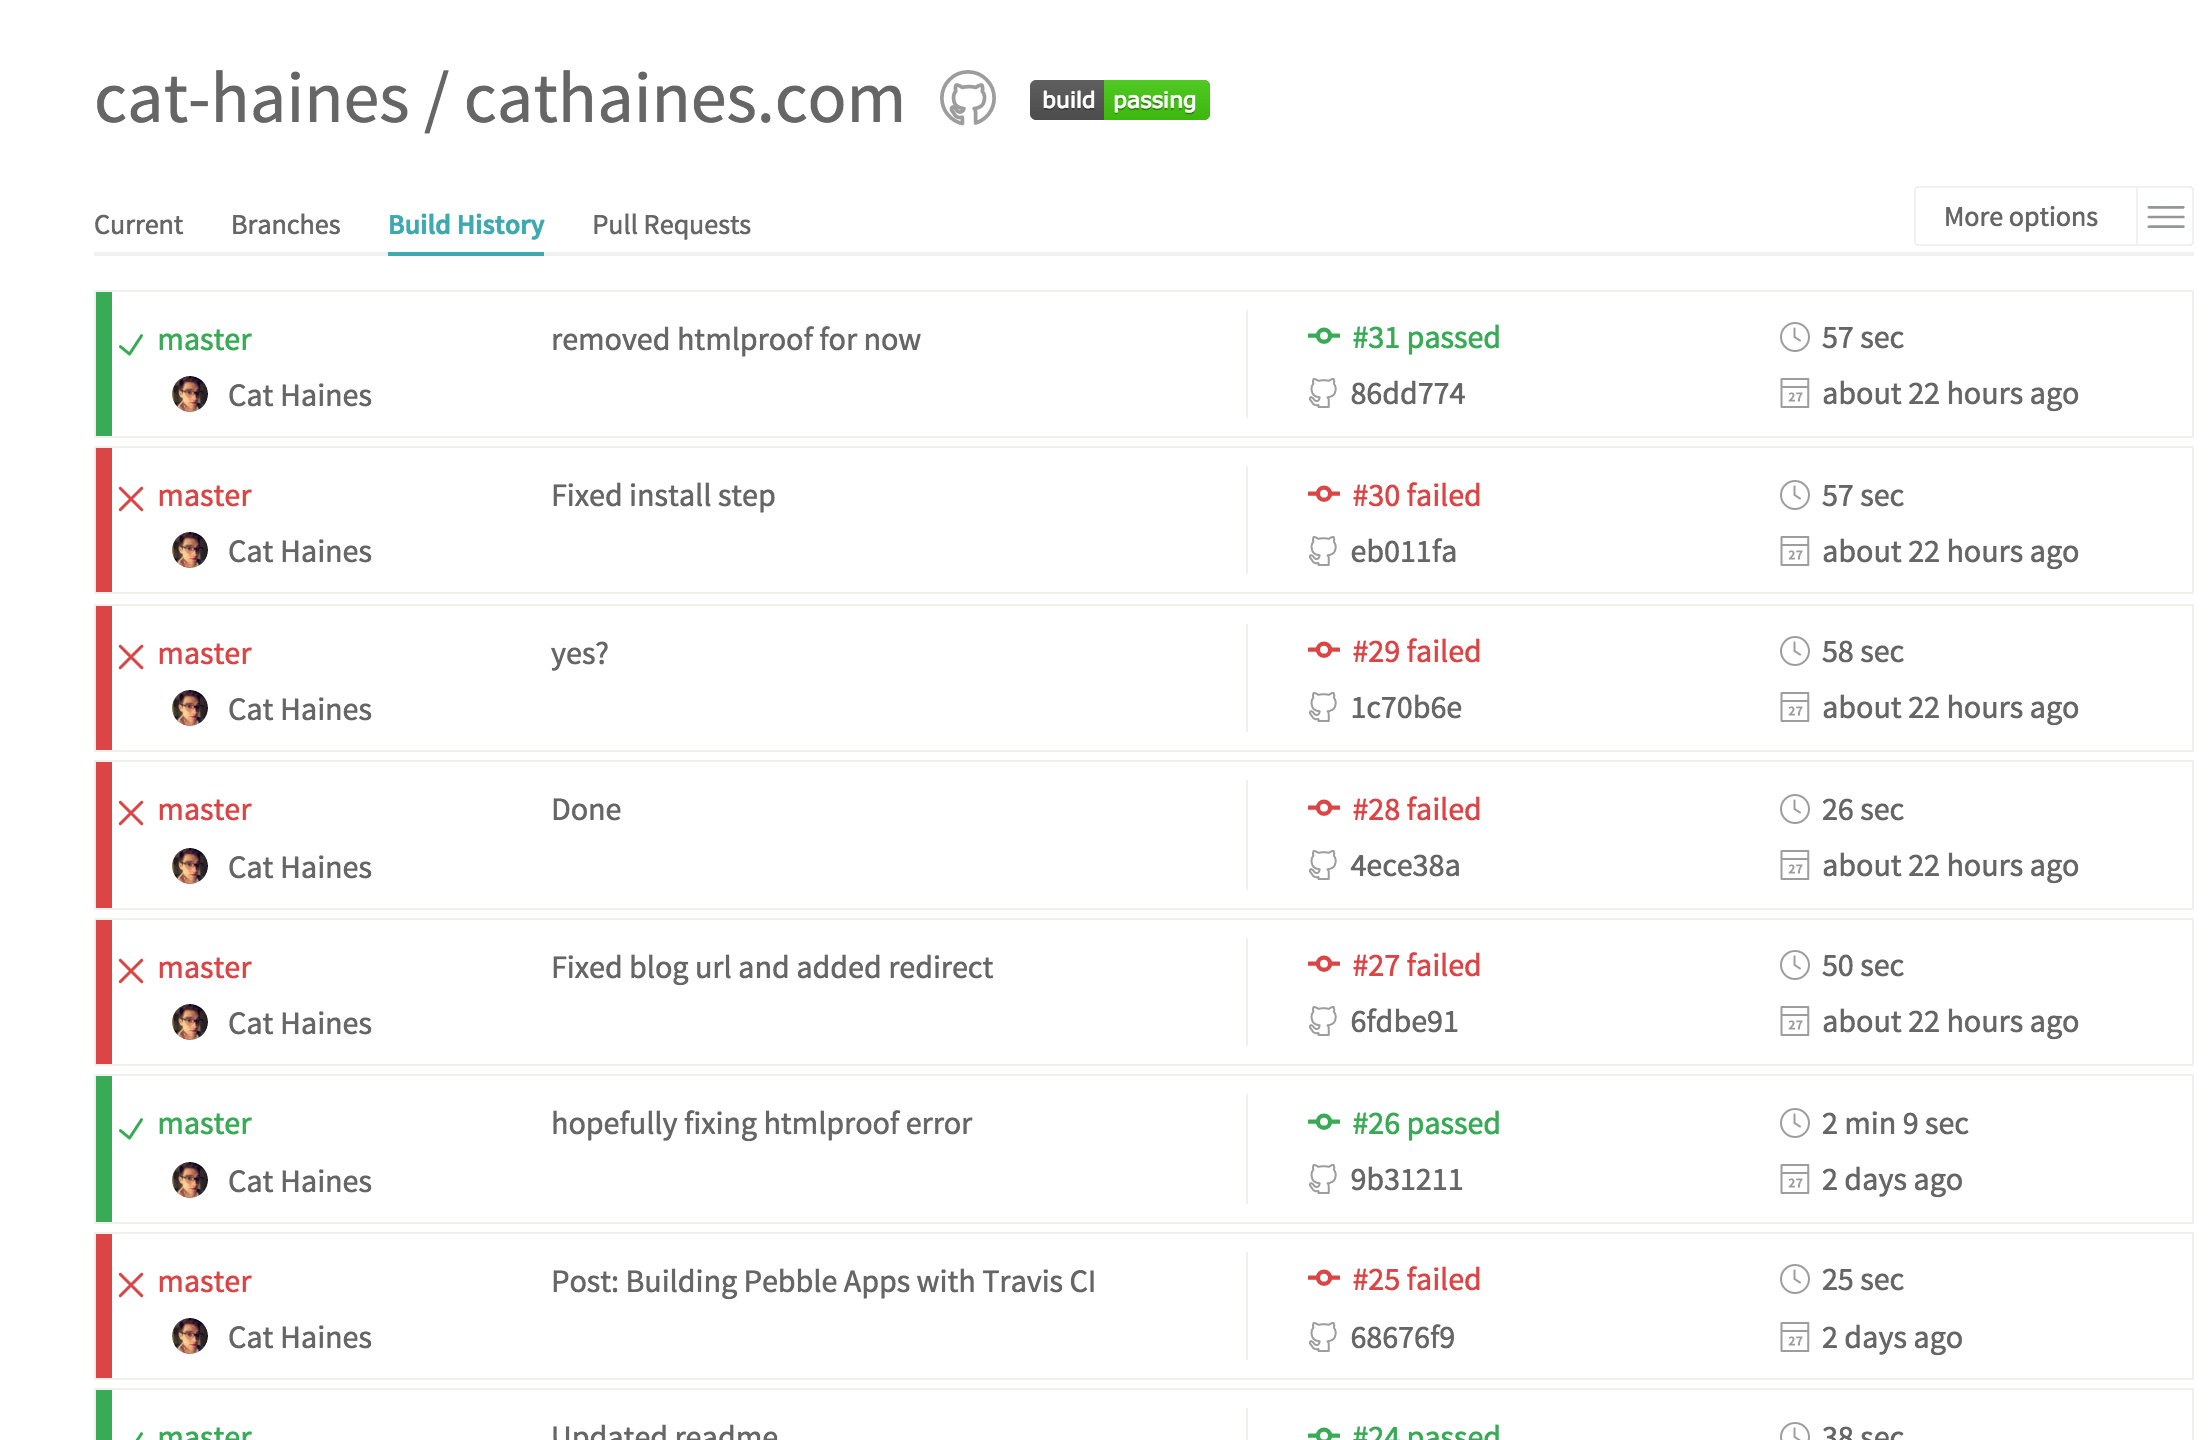 cat-haines / cathaines.com build passing
Current Branches Build History Pull Requests More options
master removed htmlproof for now #31 passed 57 sec
Cat Haines 86dd774 27 about 22 hours ago
master Fixed install step #30 failed 57 sec
Cat Haines eb011fa 27 about 22 hours ago
master yes? #29 failed 58 sec
Cat Haines 1c70b6e 27 about 22 hours ago
master Done #28 failed 26 sec
Cat Haines 4ece38a 27 about 22 hours ago
master Fixed blog url and added redirect #27 failed 50 sec
Cat Haines 6fdbe91 27 about 22 hours ago
master hopefully fixing htmlproof error #26 passed 2 min 9 sec
Cat Haines 9b31211 27 2 days ago
master Post: Building Pebble Apps with Travis CI #25 failed 25 sec
Cat Haines 68676f9 27 2 days ago
master Updated readme #24 passed 38 sec